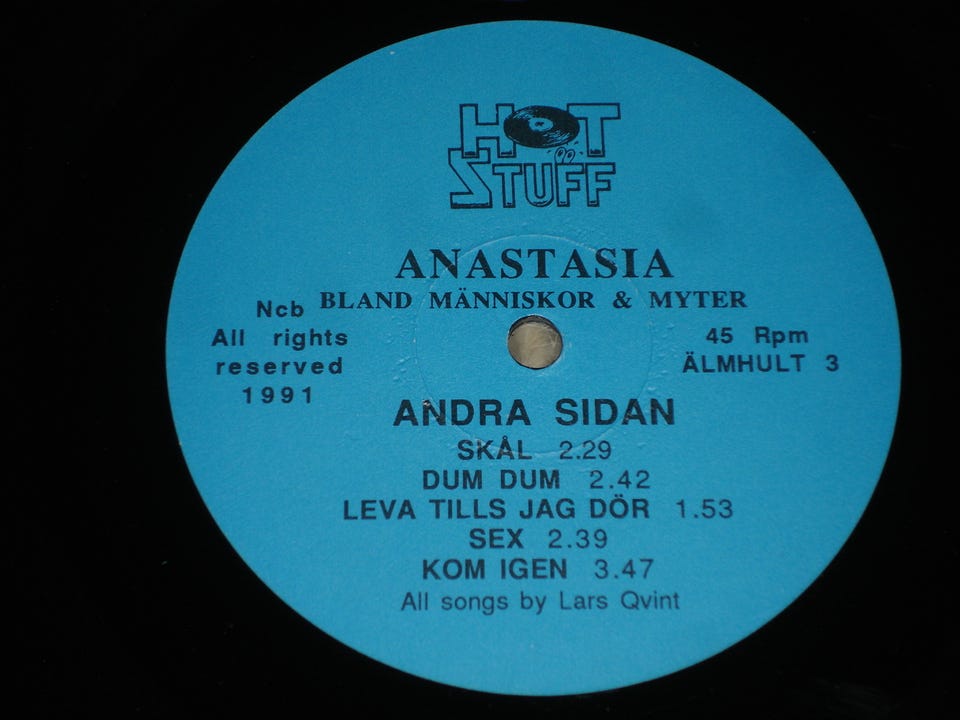 HOT
STUFF
ANASTASIA
BLAND MÄNNISKOR & MYTER
Ncb
All rights
reserved
1991
45 Rpm
ÄLMHULT 3
ANDRA SIDAN
SKÅL 2.29
DUM DUM 2.42
LEVA TILLS JAG DÖR 1.53
SEX 2.39
KOM IGEN 3.47
All songs by Lars Qvint